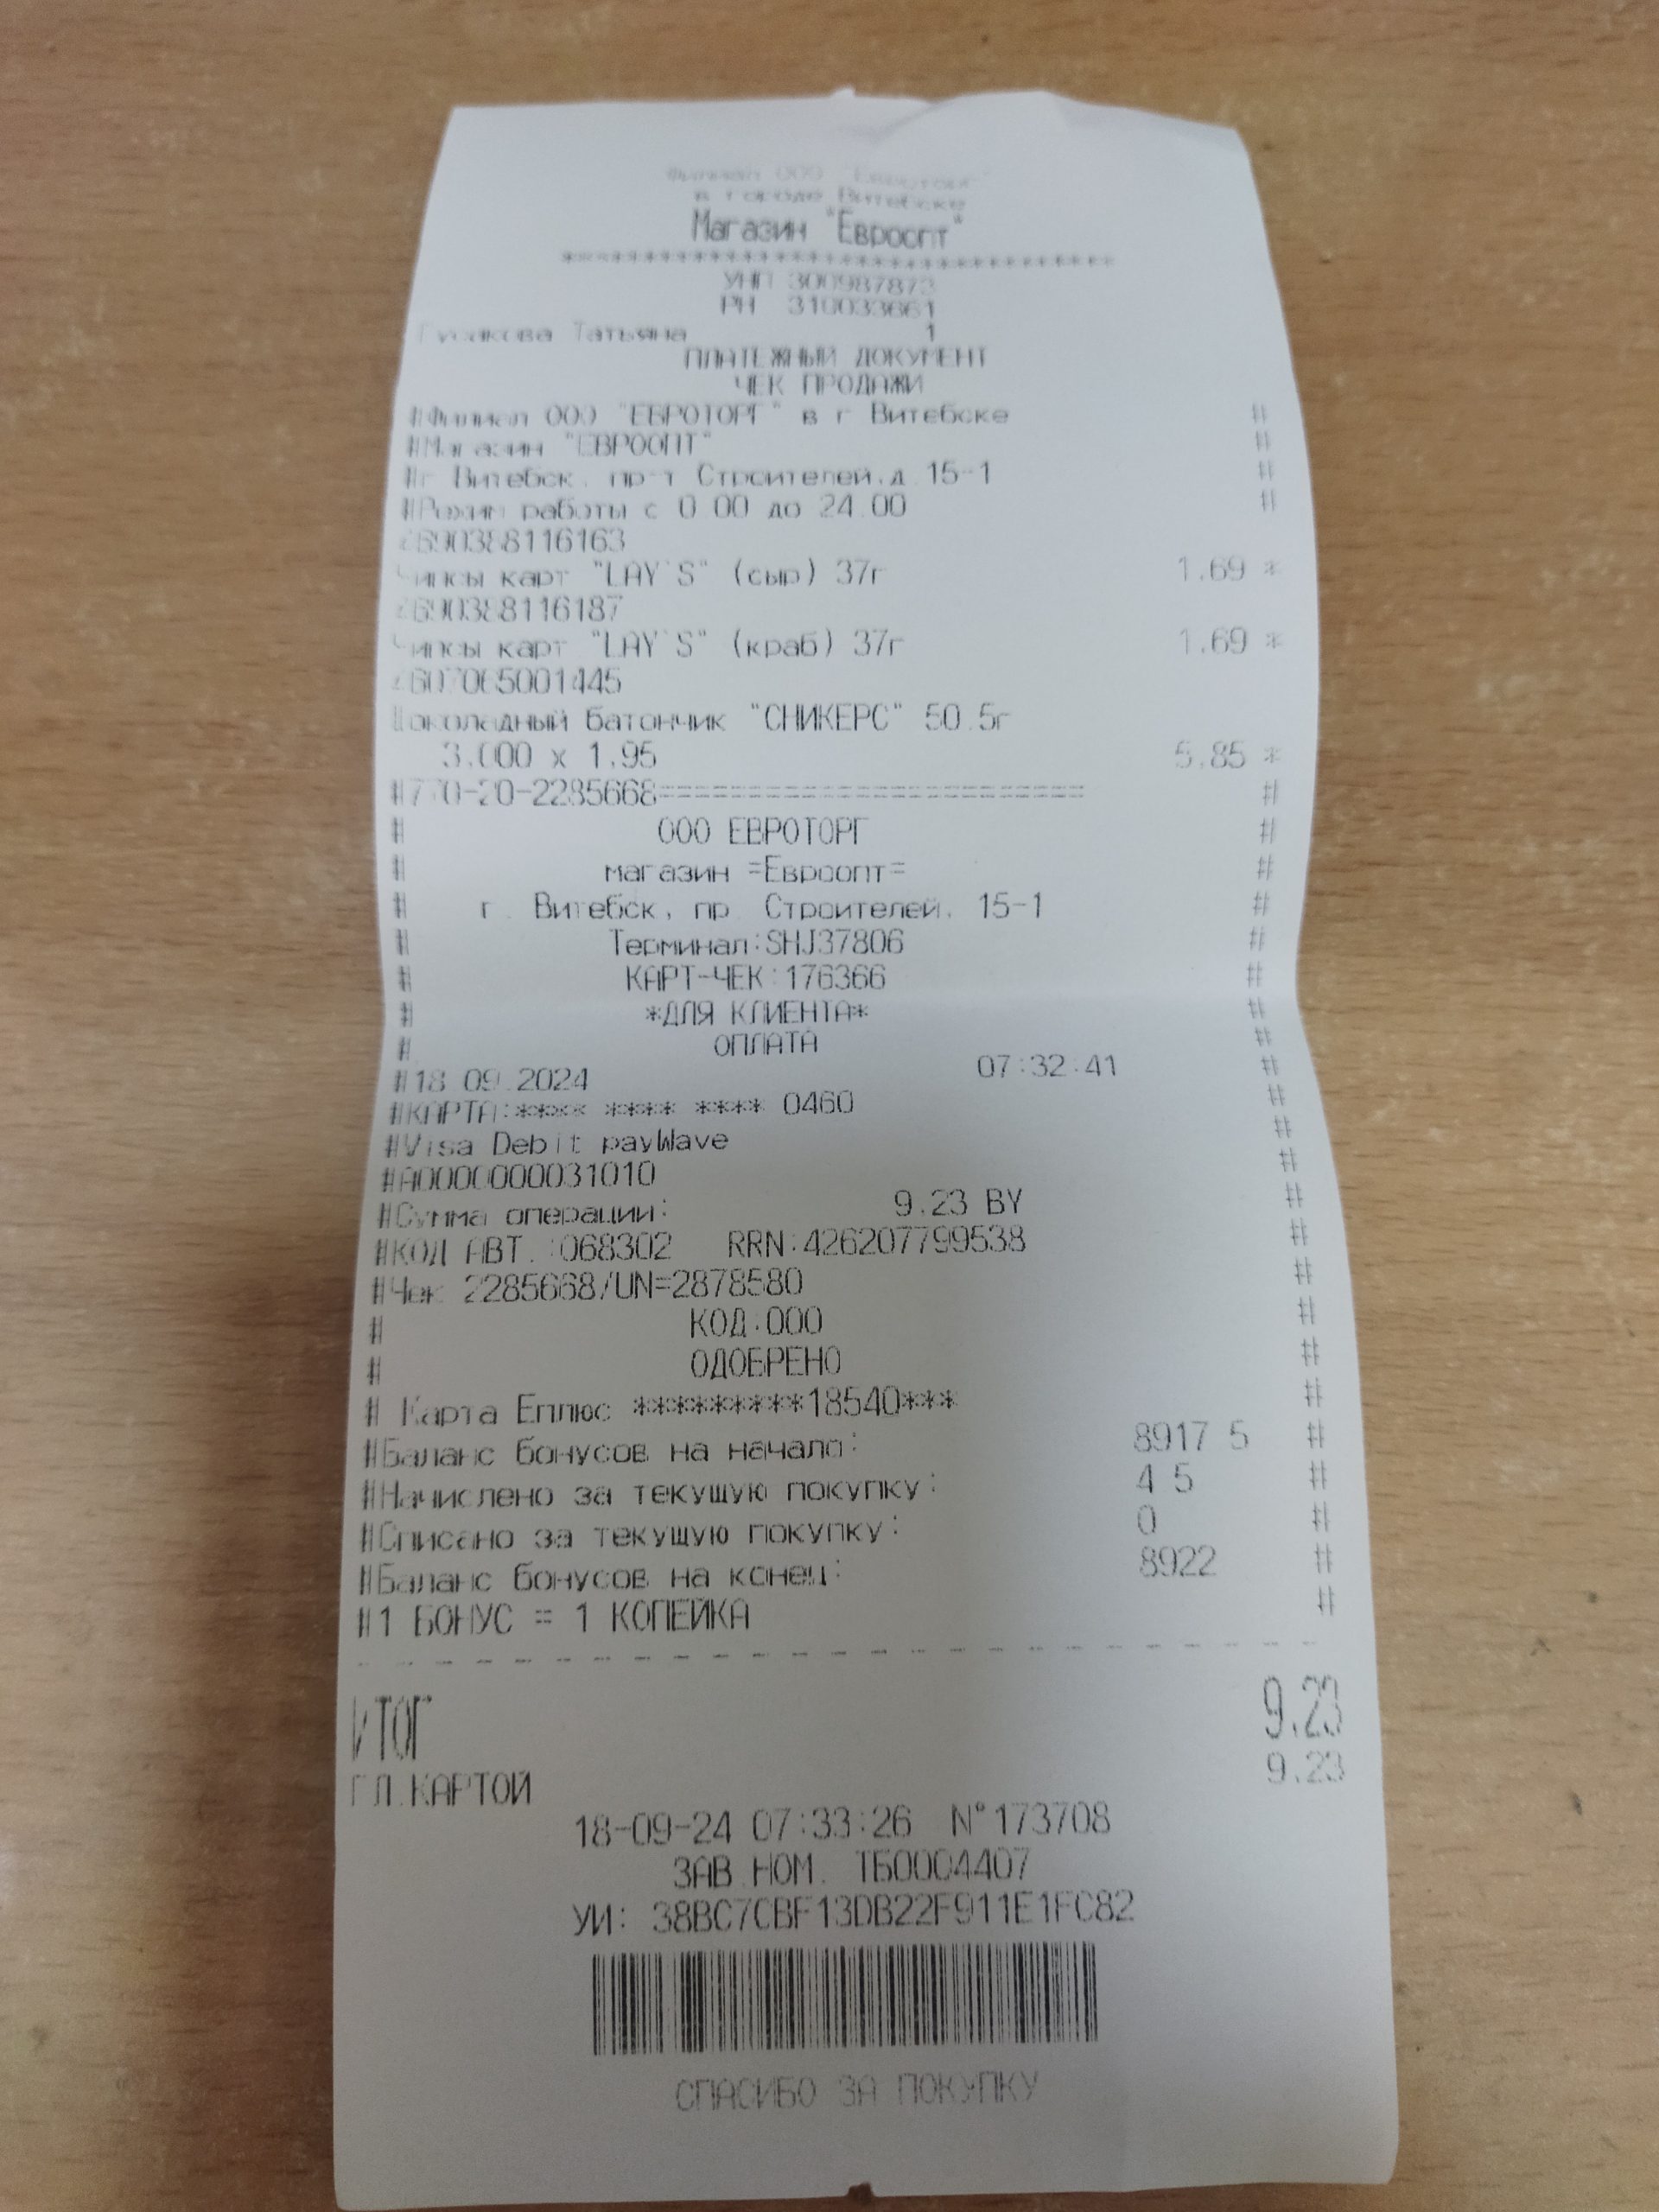 Филиал ООО "Евроторг"
в городе Витебске
Магазин "Евроопт"
**********************************
УНП 300987873
РН 310033661
Гусакова Татьяна 1
ПЛАТЕЖНЫЙ ДОКУМЕНТ
ЧЕК ПРОДАЖИ
#Филиал ООО "ЕВРОТОРГ" в г Витебске #
#Магазин "ЕВРООПТ" #
#г Витебск, пр-т Строителей,д 15-1 #
#Режим работы с 0.00 до 24.00 #
4690388116163
Чипсы карт "LAY'S" (сыр) 37г 1.69 *
4690388116187
Чипсы карт "LAY'S" (краб) 37г 1.69 *
4607065001445
Шоколадный батончик "СНИКЕРС" 50.5г
3.000 x 1.95 5.85 *
#770-20-2285668======================== #
# ООО ЕВРОТОРГ #
# магазин =Евроопт= #
# г. Витебск, пр. Строителей, 15-1 #
# Терминал:SHJ37806 #
# КАРТ-ЧЕК:176366 #
# *ДЛЯ КЛИЕНТА* #
# ОПЛАТА #
#18.09.2024 07:32:41 #
#КАРТА:**** **** **** 0460 #
#Visa Debit payWave #
#A0000000031010 #
#Сумма операции: 9.23 BY #
#КОД АВТ.:068302 RRN:426207799538 #
#Чек 2285668/UN=2878580 #
# КОД:000 #
# ОДОБРЕНО #
# Карта Еплюс *********18540*** #
#Баланс бонусов на начало: 8917.5 #
#Начислено за текущую покупку: 4.5 #
#Списано за текущую покупку: 0 #
#Баланс бонусов на конец: 8922 #
#1 БОНУС = 1 КОПЕЙКА #
ИТОГ 9.23
ПЛ.КАРТОЙ 9.23
18-09-24 07:33:26 N°173708
ЗАВ.НОМ. ТБ0004407
УИ: 38BC7CBF13DB22F911E1FC82
СПАСИБО ЗА ПОКУПКУ